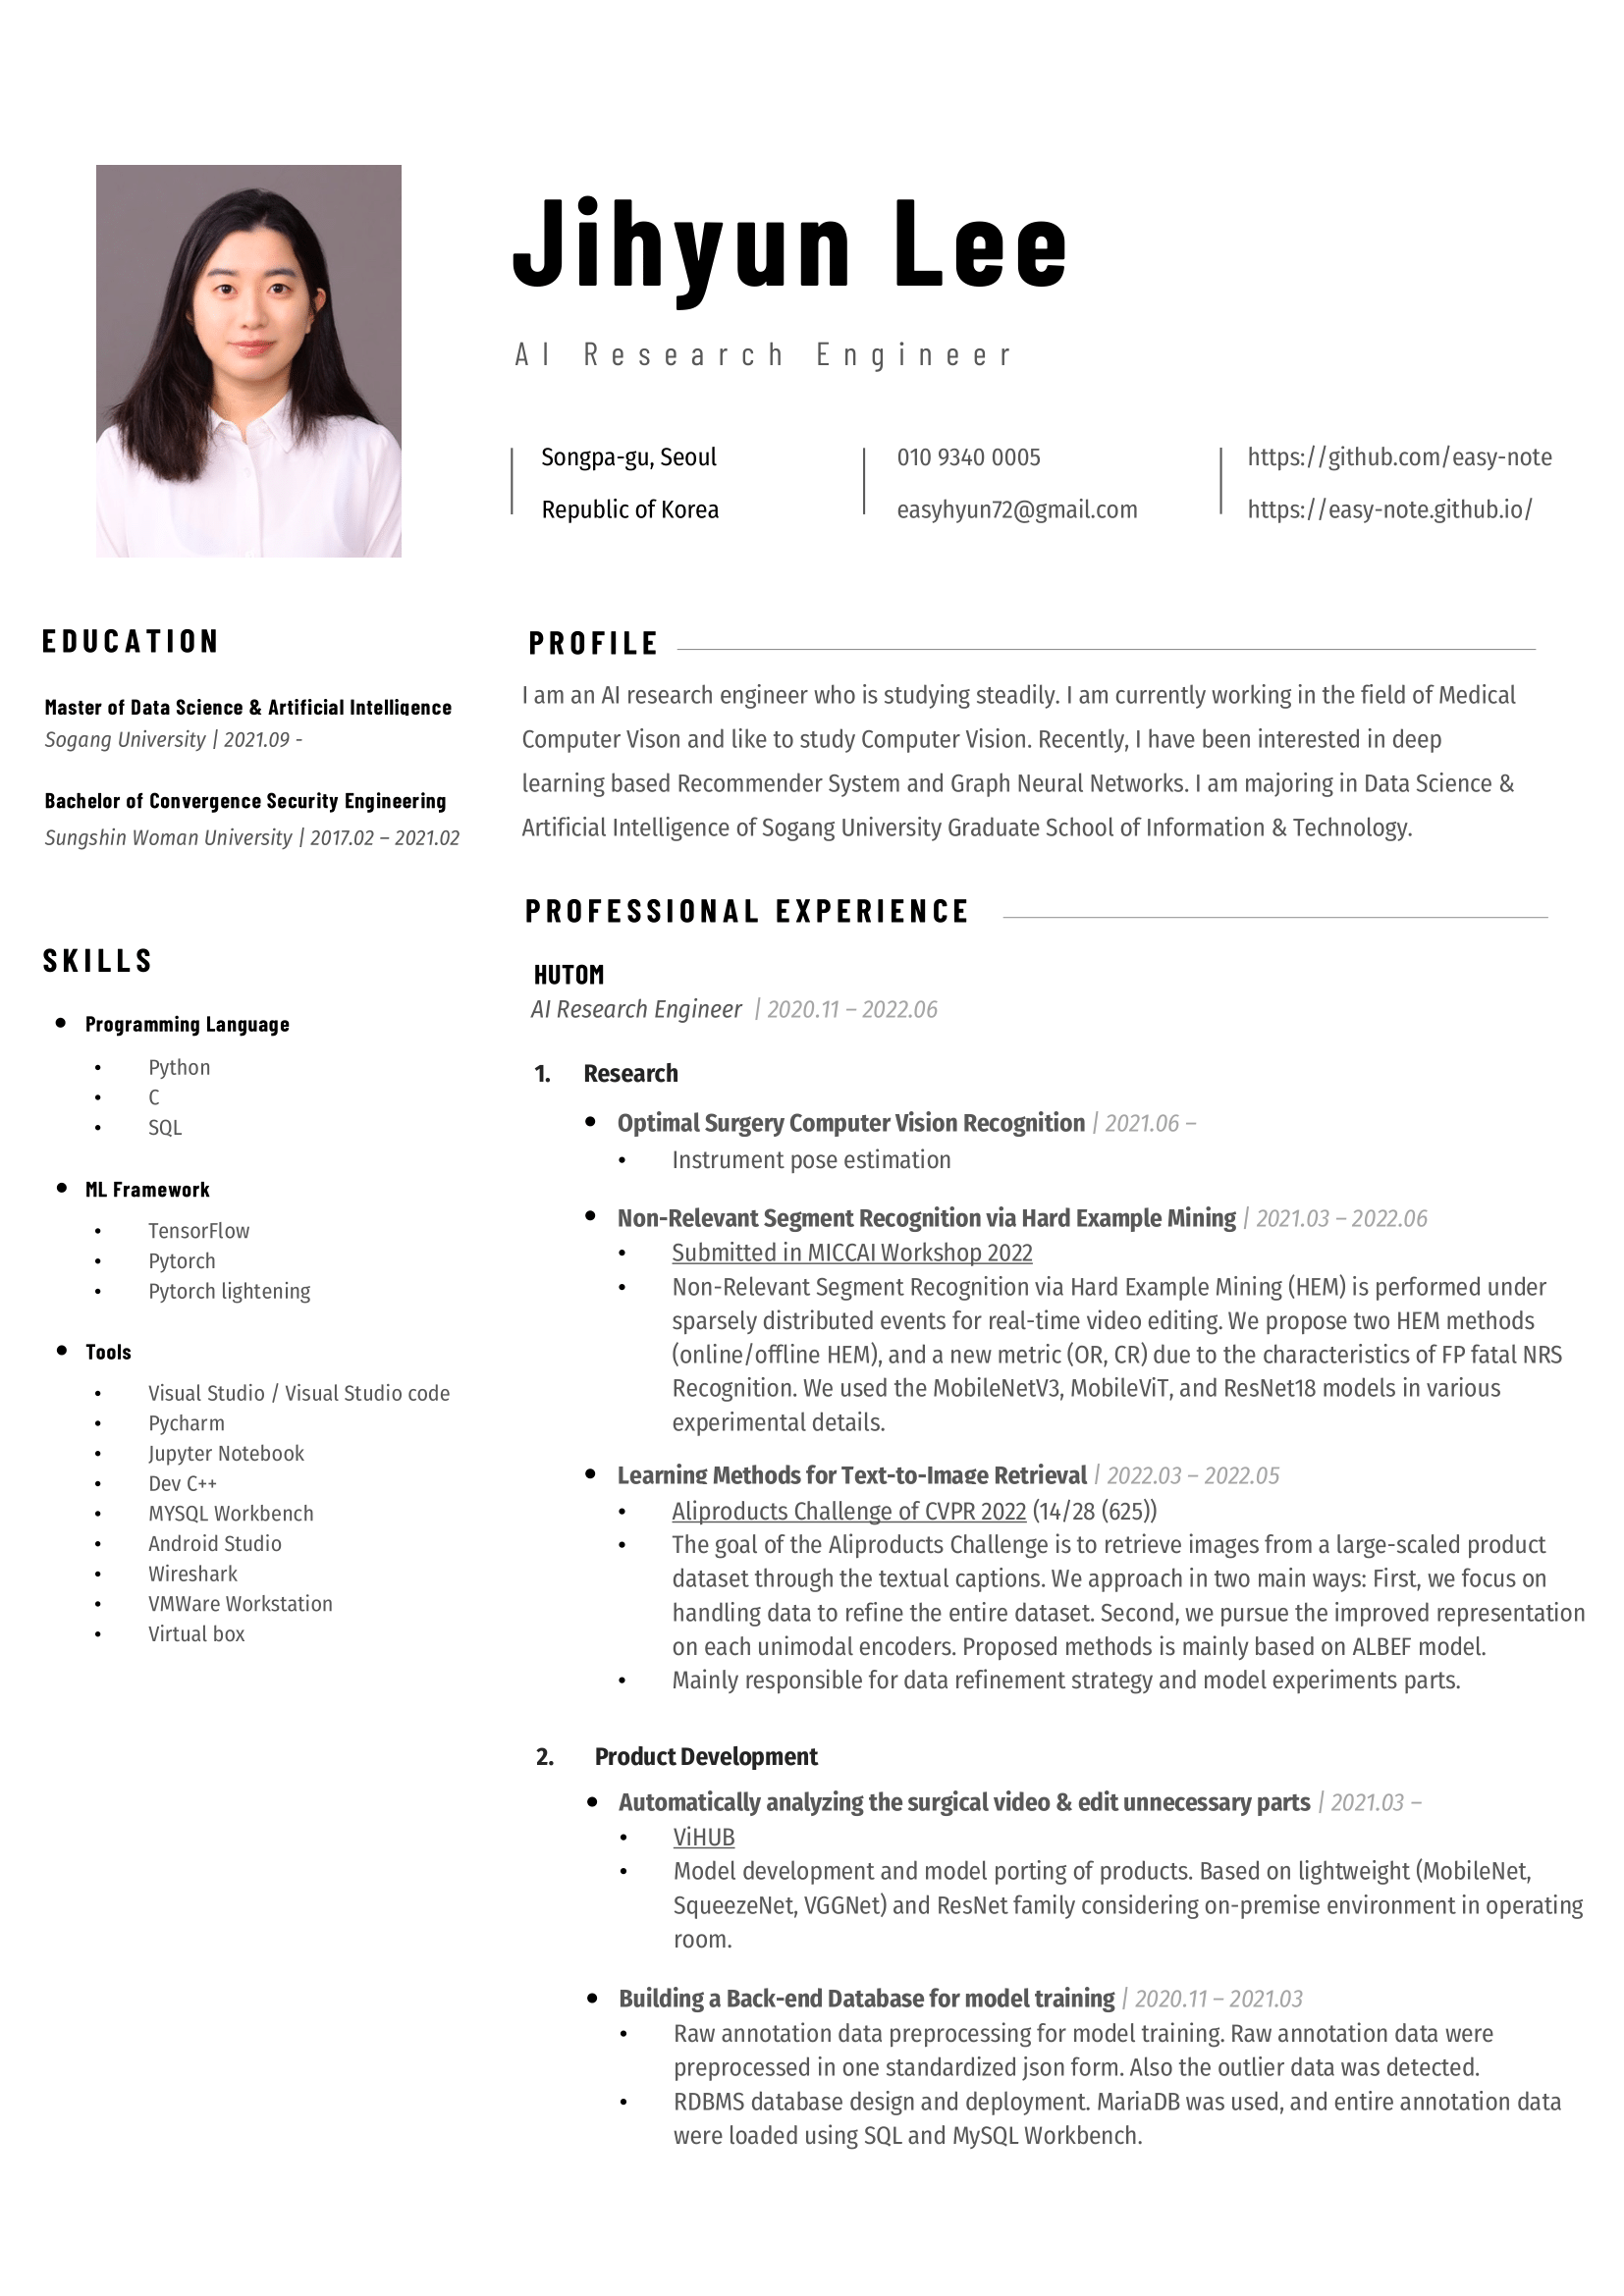 Jihyun Lee
AI Research Engineer
Songpa-gu, Seoul
Republic of Korea
010 9340 0005
easyhyun72@gmail.com
https://github.com/easy-note
https://easy-note.github.io/
EDUCATION
Master of Data Science & Artificial Intelligence
Sogang University | 2021.09 -
Bachelor of Convergence Security Engineering
Sungshin Woman University | 2017.02 – 2021.02
SKILLS
• Programming Language
• Python
• C
• SQL
• ML Framework
• TensorFlow
• Pytorch
• Pytorch lightening
• Tools
• Visual Studio / Visual Studio code
• Pycharm
• Jupyter Notebook
• Dev C++
• MYSQL Workbench
• Android Studio
• Wireshark
• VMWare Workstation
• Virtual box
PROFILE
I am an AI research engineer who is studying steadily. I am currently working in the field of Medical
Computer Vison and like to study Computer Vision. Recently, I have been interested in deep
learning based Recommender System and Graph Neural Networks. I am majoring in Data Science &
Artificial Intelligence of Sogang University Graduate School of Information & Technology.
PROFESSIONAL EXPERIENCE
HUTOM
AI Research Engineer | 2020.11 – 2022.06
1. Research
• Optimal Surgery Computer Vision Recognition | 2021.06 –
• Instrument pose estimation
• Non-Relevant Segment Recognition via Hard Example Mining | 2021.03 – 2022.06
• Submitted in MICCAI Workshop 2022
• Non-Relevant Segment Recognition via Hard Example Mining (HEM) is performed under
sparsely distributed events for real-time video editing. We propose two HEM methods
(online/offline HEM), and a new metric (OR, CR) due to the characteristics of FP fatal NRS
Recognition. We used the MobileNetV3, MobileViT, and ResNet18 models in various
experimental details.
• Learning Methods for Text-to-Image Retrieval | 2022.03 – 2022.05
• Aliproducts Challenge of CVPR 2022 (14/28 (625))
• The goal of the Aliproducts Challenge is to retrieve images from a large-scaled product
dataset through the textual captions. We approach in two main ways: First, we focus on
handling data to refine the entire dataset. Second, we pursue the improved representation
on each unimodal encoders. Proposed methods is mainly based on ALBEF model.
• Mainly responsible for data refinement strategy and model experiments parts.
2. Product Development
• Automatically analyzing the surgical video & edit unnecessary parts | 2021.03 –
• ViHUB
• Model development and model porting of products. Based on lightweight (MobileNet,
SqueezeNet, VGGNet) and ResNet family considering on-premise environment in operating
room.
• Building a Back-end Database for model training | 2020.11 – 2021.03
• Raw annotation data preprocessing for model training. Raw annotation data were
preprocessed in one standardized json form. Also the outlier data was detected.
• RDBMS database design and deployment. MariaDB was used, and entire annotation data
were loaded using SQL and MySQL Workbench.